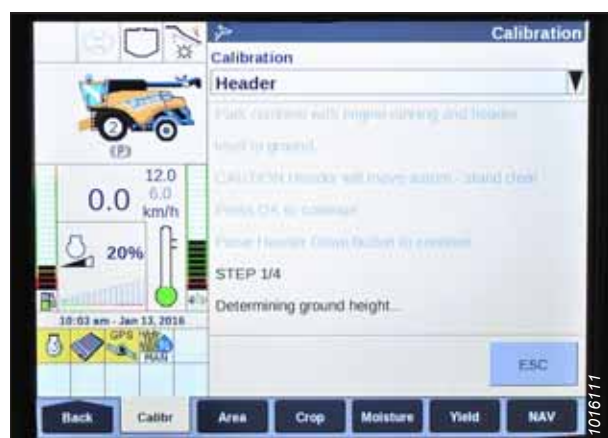 Calibration
Calibration
Header
Park combine with engine running and header
level to ground.
CAUTION Header will move autom.- stand clear
Press OK to continue
Press Header Down button to continue
STEP 1/4
Determining ground height...
ESC
2
(P)
12.0
0.0
6.0
km/h
20%
10:03 am - Jan 13, 2016
GPS
MAN
Back
Calibr
Area
Crop
Moisture
Yield
NAV
1016111